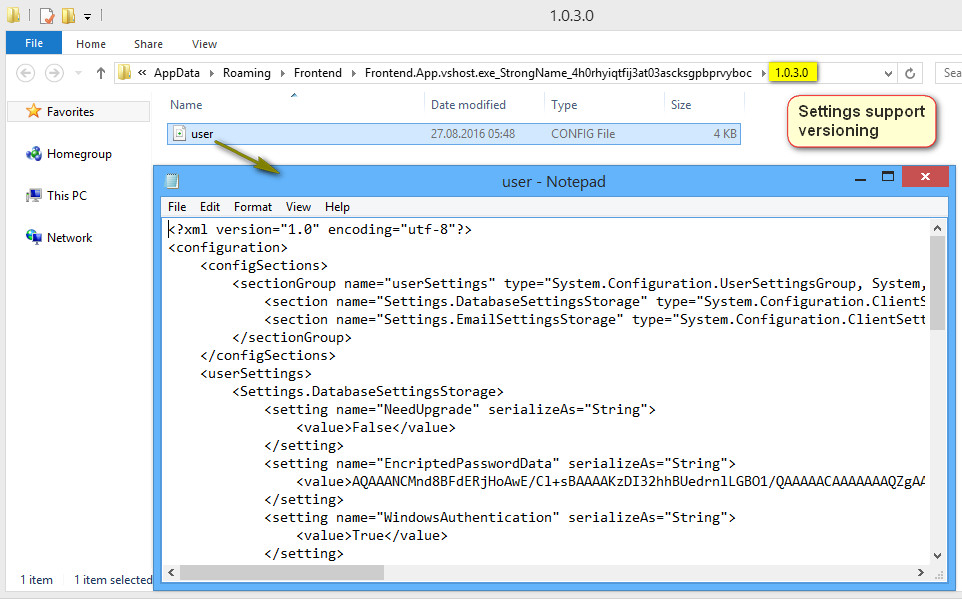 1.0.3.0
File Home Share View
« AppData Roaming Frontend Frontend.App.vshost.exe_StrongName_4h0rhyiqtfij3at03ascksgpbprvyboc 1.0.3.0 Sea
Name Date modified Type Size
Favorites
user 27.08.2016 05:48 CONFIG File 4 KB
Settings support
versioning
Homegroup
This PC
Network
user - Notepad
File Edit Format View Help
<?xml version="1.0" encoding="utf-8"?>
<configuration>
<configSections>
<sectionGroup name="userSettings" type="System.Configuration.UserSettingsGroup, System,
<section name="Settings.DatabaseSettingsStorage" type="System.Configuration.ClientS
<section name="Settings.EmailSettingsStorage" type="System.Configuration.ClientSett
</sectionGroup>
</configSections>
<userSettings>
<Settings.DatabaseSettingsStorage>
<setting name="NeedUpgrade" serializeAs="String">
<value>False</value>
</setting>
<setting name="EncriptedPasswordData" serializeAs="String">
<value>AQAAANCMnd8BFdERjHoAwE/Cl+sBAAAAKzDI32hhBUedrnlLGBO1/QAAAAACAAAAAAAQZgAA
</setting>
<setting name="WindowsAuthentication" serializeAs="String">
<value>True</value>
</setting>
1 item 1 item selected